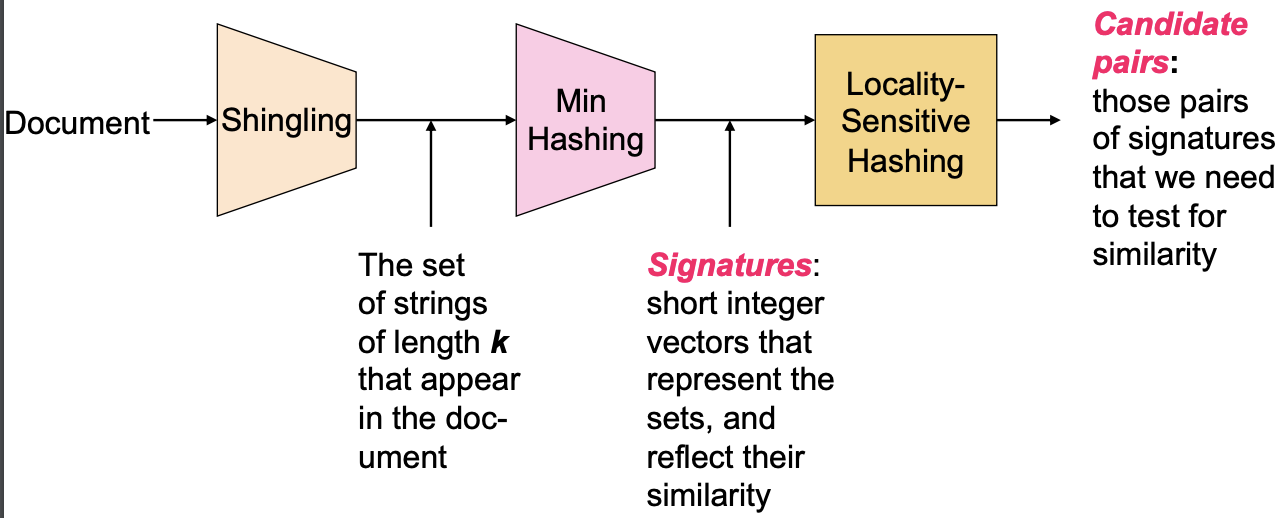 Document
Shingling
The set
of strings
of length k
that appear
in the doc-
ument
Min
Hashing
Signatures:
short integer
vectors that
represent the
sets, and
reflect their
similarity
Locality-
Sensitive
Hashing
Candidate
pairs:
those pairs
of signatures
that we need
to test for
similarity